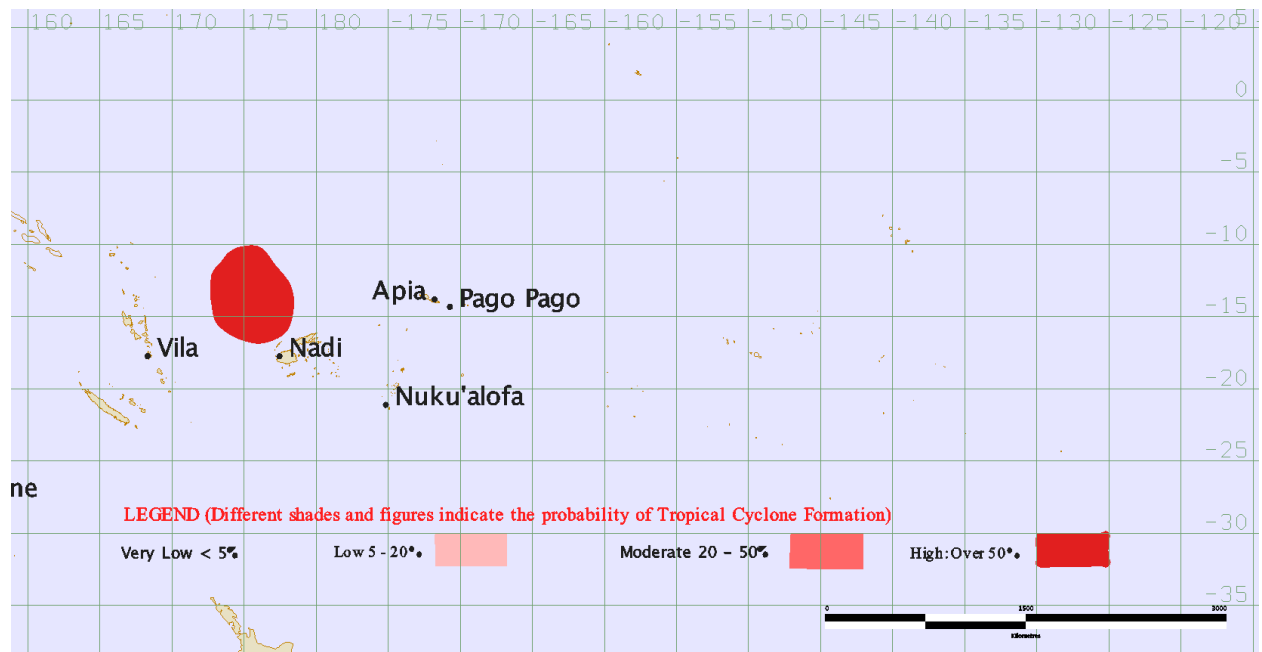 160 165 170 175 180 -175 -170 -165 -160 -155 -150 -145 -140 -135 -130 -125 -120 5
0
-5
-10
Apia
Pago Pago
-15
Vila
Nadi
-20
Nuku'alofa
-25
ne
LEGEND (Different shades and figures indicate the probability of Tropical Cyclone Formation)
-30
Very Low < 5%
Low 5 - 20%
Moderate 20 - 50%
High: Over 50%
-35
0 1500 3000
Kilometres